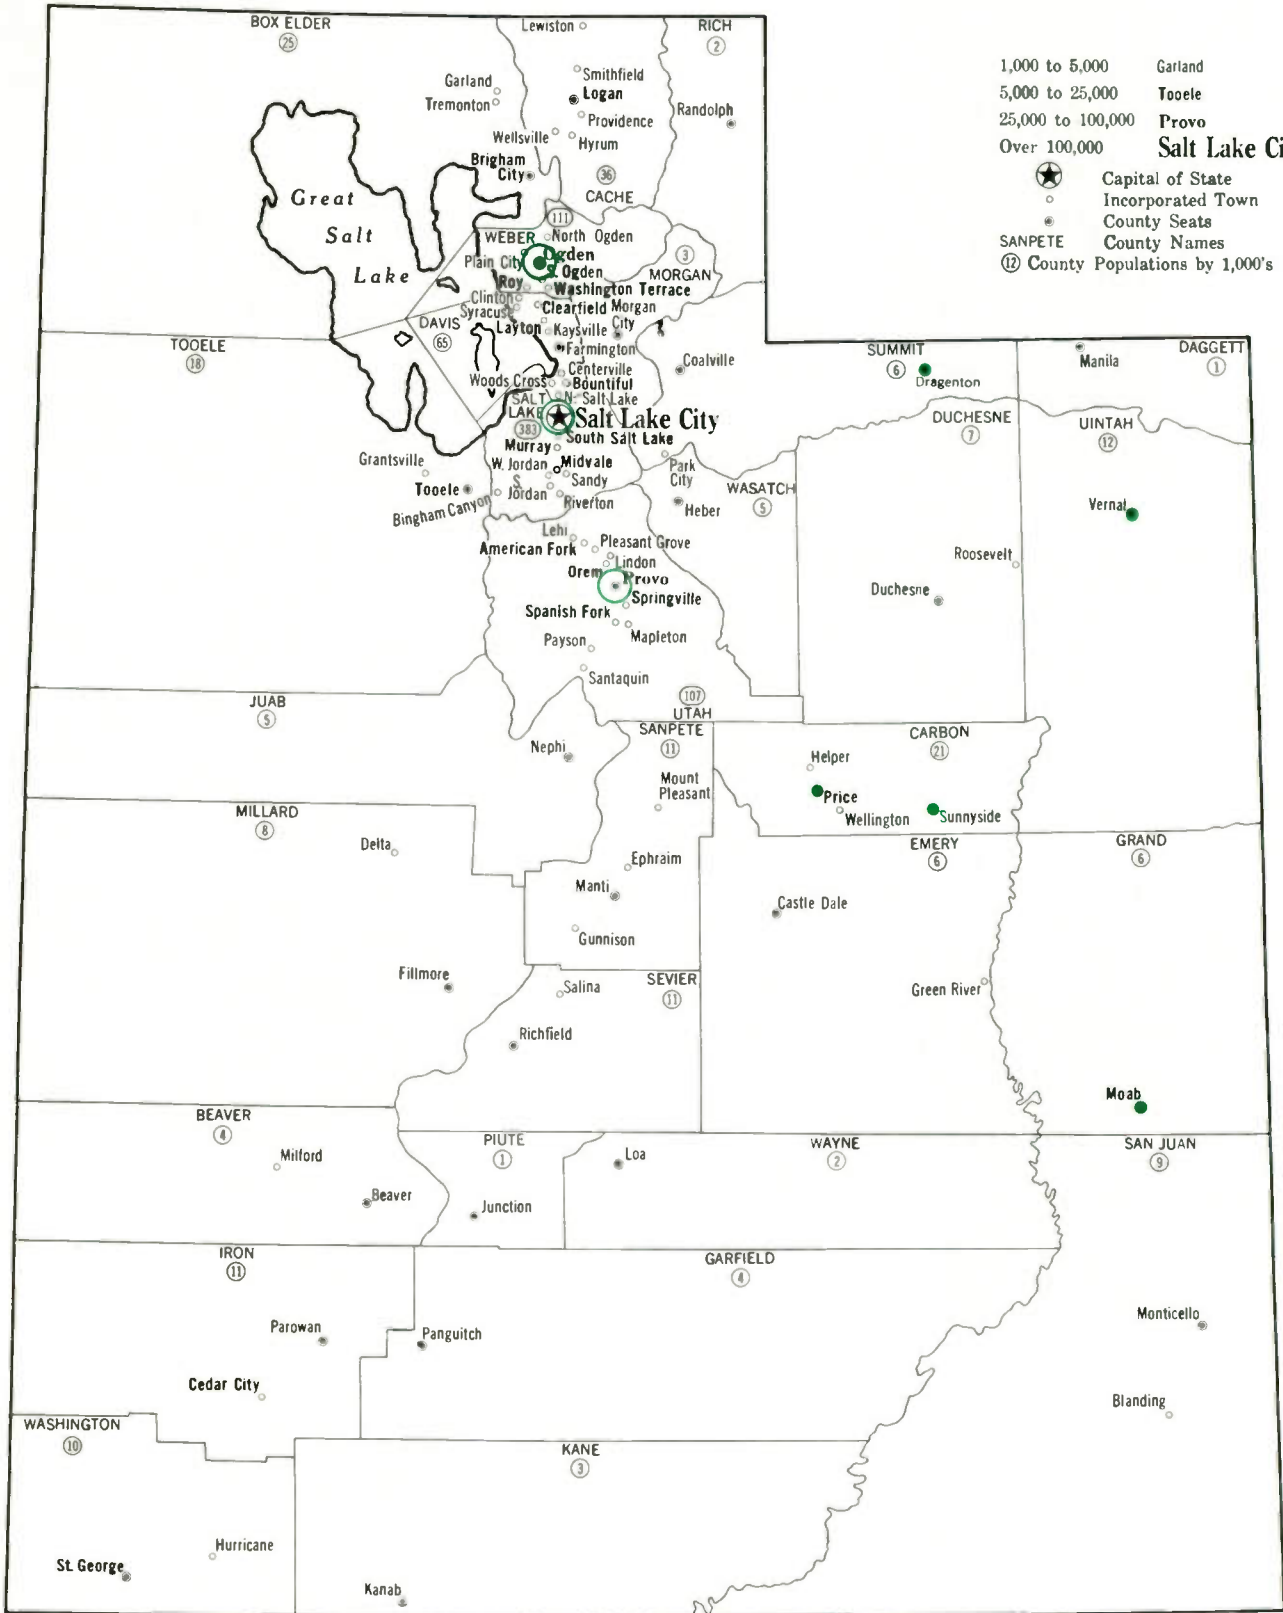 BOX ELDER
25
Lewiston
RICH
2
Smithfield
Garland
Logan
Tremonton
Providence
Randolph
Wellsville
Hyrum
Brigham
City
36
CACHE
Great
Salt
Lake
111
WEBER
North Ogden
Plain City
Ogden
S. Ogden
3
MORGAN
Roy
Washington Terrace
Clinton
Syracuse
Clearfield
Morgan
City
DAVIS
65
Layton
Kaysville
Farmington
Coalville
Centerville
Woods Cross
Bountiful
SALT
LAKE
383
N. Salt Lake
Salt Lake City
South Salt Lake
Murray
W. Jordan
Midvale
S.
Jordan
Sandy
Riverton
Park
City
TOOELE
18
Grantsville
Tooele
Bingham Canyon
WASATCH
5
Heber
Lehi
American Fork
Pleasant Grove
Lindon
Orem
Provo
Springville
Spanish Fork
Mapleton
Payson
Santaquin
107
UTAH
1,000 to 5,000 Garland
5,000 to 25,000 Tooele
25,000 to 100,000 Provo
Over 100,000 Salt Lake Ci
Capital of State
Incorporated Town
County Seats
SANPETE County Names
12 County Populations by 1,000's
SUMMIT
6
Dragenton
Manila
DAGGETT
1
DUCHESNE
7
UINTAH
12
Vernal
Roosevelt
Duchesne
JUAB
5
Nephi
SANPETE
11
Mount
Pleasant
CARBON
21
Helper
Price
Wellington
Sunnyside
MILLARD
8
Delta
Ephraim
Manti
Gunnison
EMERY
6
GRAND
6
Castle Dale
Fillmore
Salina
SEVIER
11
Green River
Richfield
Moab
BEAVER
4
Milford
Beaver
PIUTE
1
Junction
Loa
WAYNE
2
SAN JUAN
9
IRON
11
GARFIELD
4
Parowan
Panguitch
Monticello
Cedar City
Blanding
WASHINGTON
10
KANE
3
Hurricane
St. George
Kanab